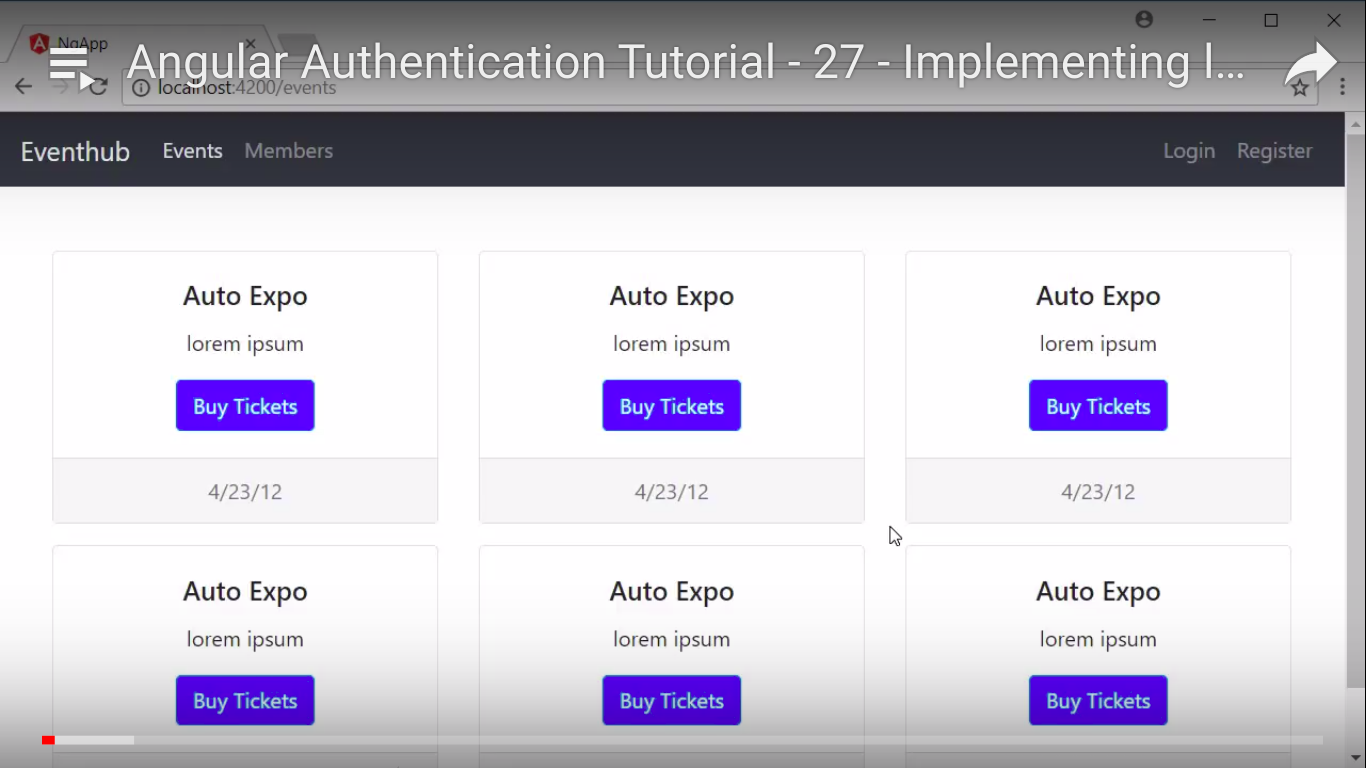 NgApp
Angular Authentication Tutorial - 27 - Implementing l...
localhost:4200/events
Eventhub Events Members Login Register
Auto Expo Auto Expo Auto Expo
lorem ipsum lorem ipsum lorem ipsum
Buy Tickets Buy Tickets Buy Tickets
4/23/12 4/23/12 4/23/12
Auto Expo Auto Expo Auto Expo
lorem ipsum lorem ipsum lorem ipsum
Buy Tickets Buy Tickets Buy Tickets